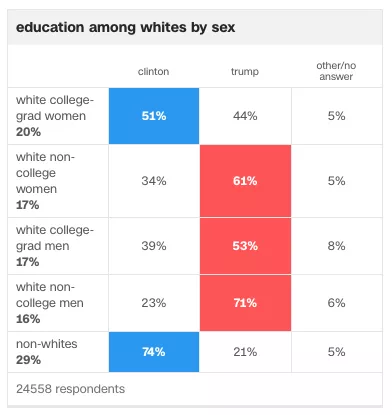 education among whites by sex
clinton trump other/no
answer
white college-
grad women
20%
51% 44% 5%
white non-
college
women
17%
34% 61% 5%
white college-
grad men
17%
39% 53% 8%
white non-
college men
16%
23% 71% 6%
non-whites
29%
74% 21% 5%
24558 respondents